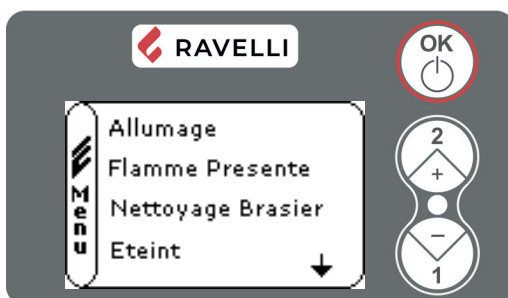 RAVELLI
OK
Menu
Allumage
Flamme Presente
Nettoyage Brasier
Eteint
2
+
−
1